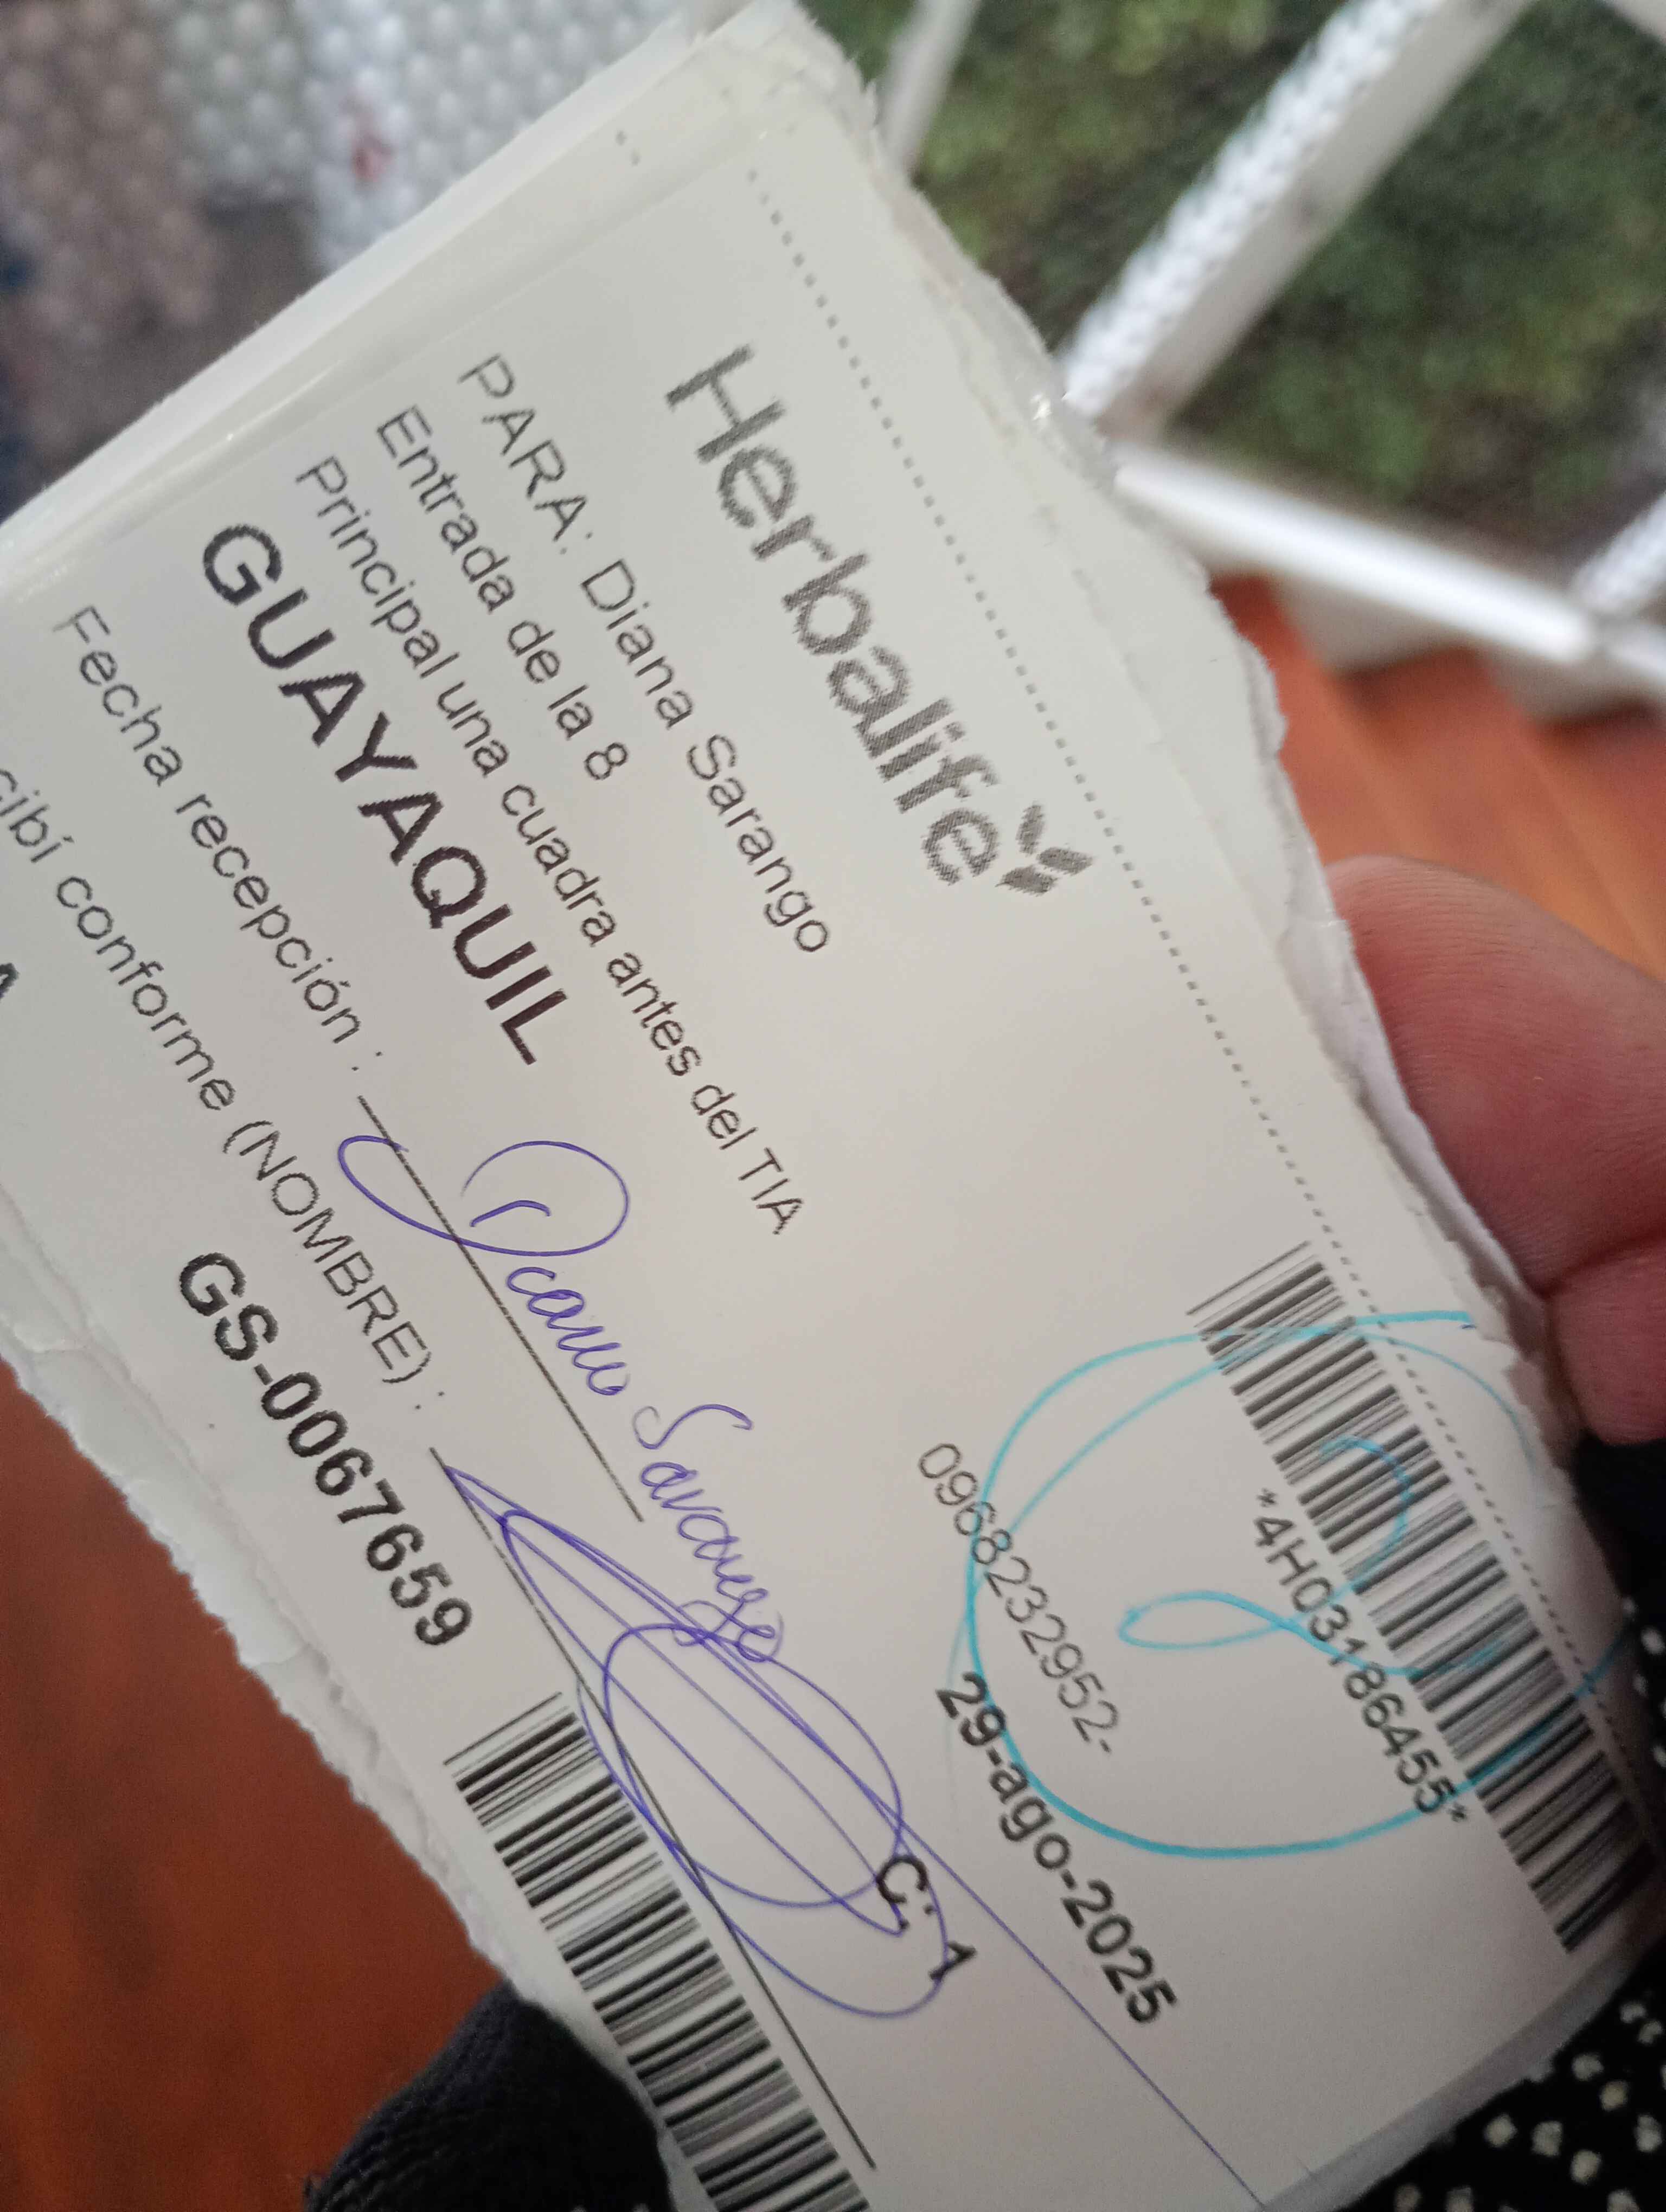 Herbalife
*4H03186455*
PARA: Diana Sarango
0968232952-
Entrada de la 8
Principal una cuadra antes del TIA
29-ago-2025
GUAYAQUIL
Fecha recepción : Diana Sarango
C. 1
cibí conforme (NOMBRE) :
GS-0067659